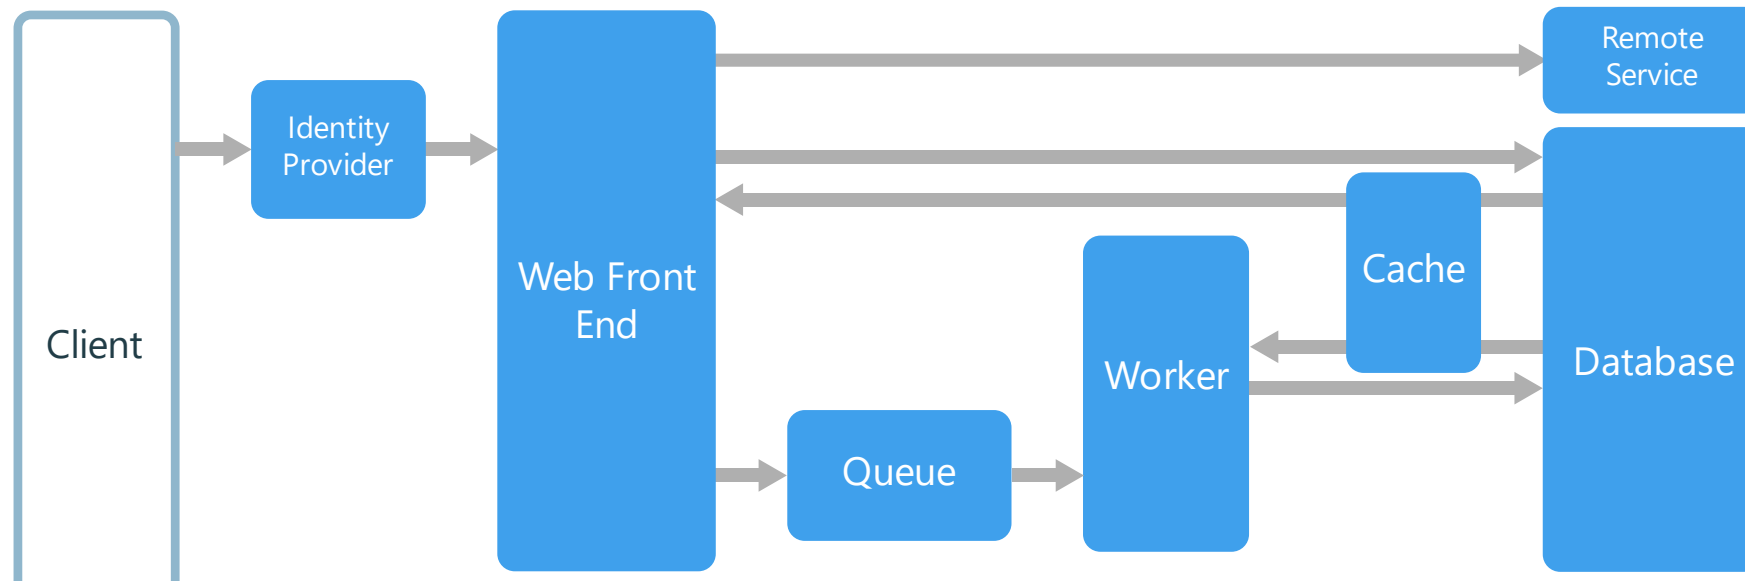 Client
Identity
Provider
Web Front
End
Remote
Service
Cache
Worker
Database
Queue